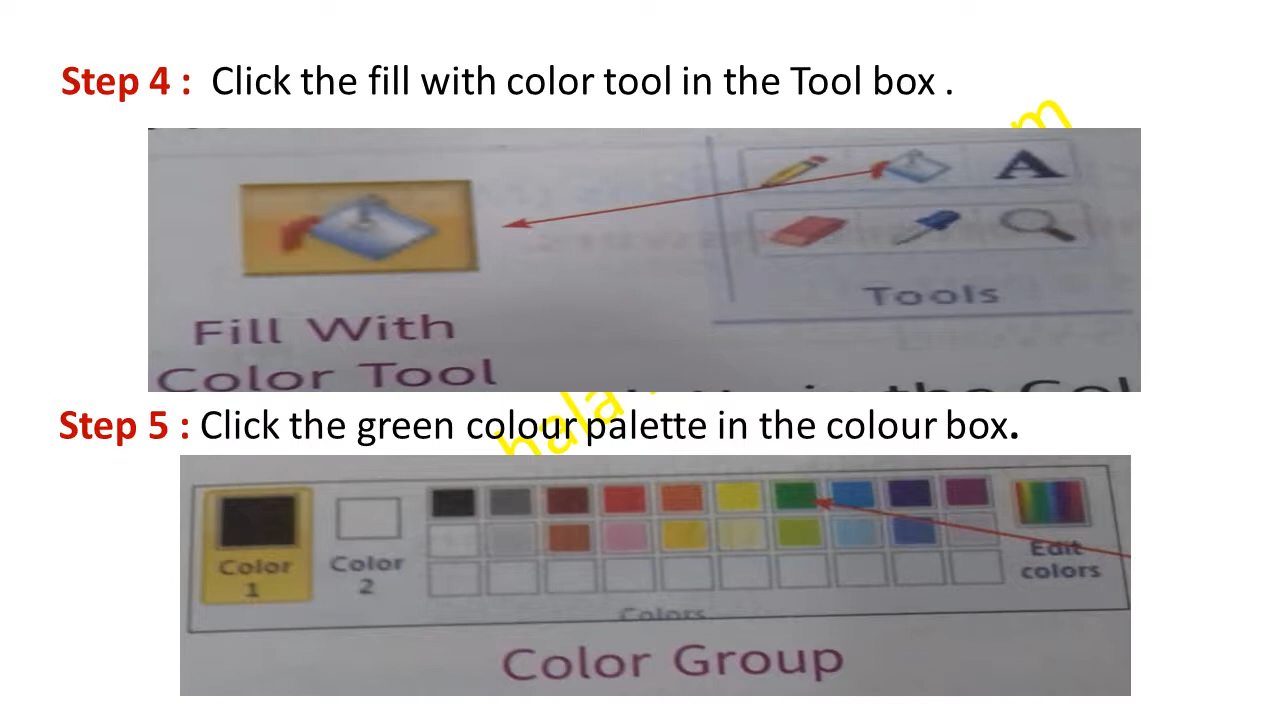 Step 4 : Click the fill with color tool in the Tool box .
A
Tools
Fill With
Color Tool
Step 5 : Click the green colour palette in the colour box.
Color
1
Color
2
Edit
colors
Colors
Color Group